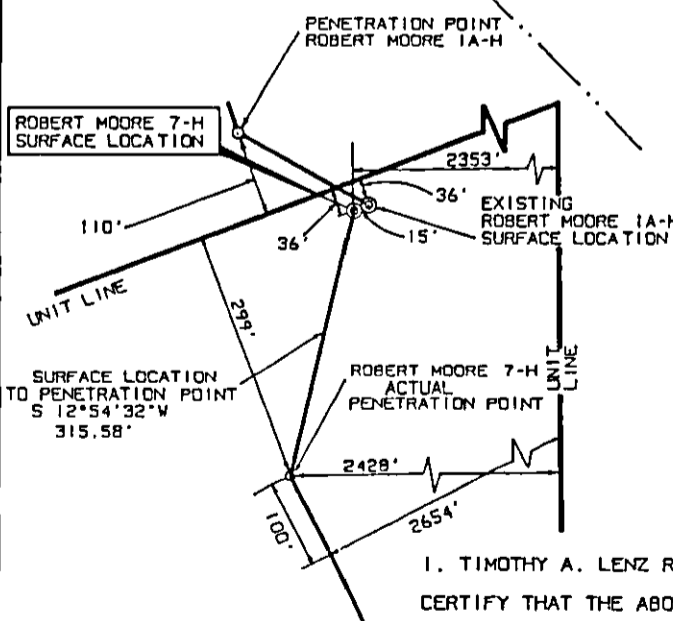 PENETRATION POINT
ROBERT MOORE 1A-H
ROBERT MOORE 7-H
SURFACE LOCATION
2353'
36'
110'
36'
15'
EXISTING
ROBERT MOORE 1A-H
SURFACE LOCATION
UNIT LINE
299'
SURFACE LOCATION
TO PENETRATION POINT
S 12°54'32"W
315.58'
ROBERT MOORE 7-H
ACTUAL
PENETRATION POINT
UNIT
LINE
2428'
2654'
100'
I. TIMOTHY A. LENZ R
CERTIFY THAT THE ABO